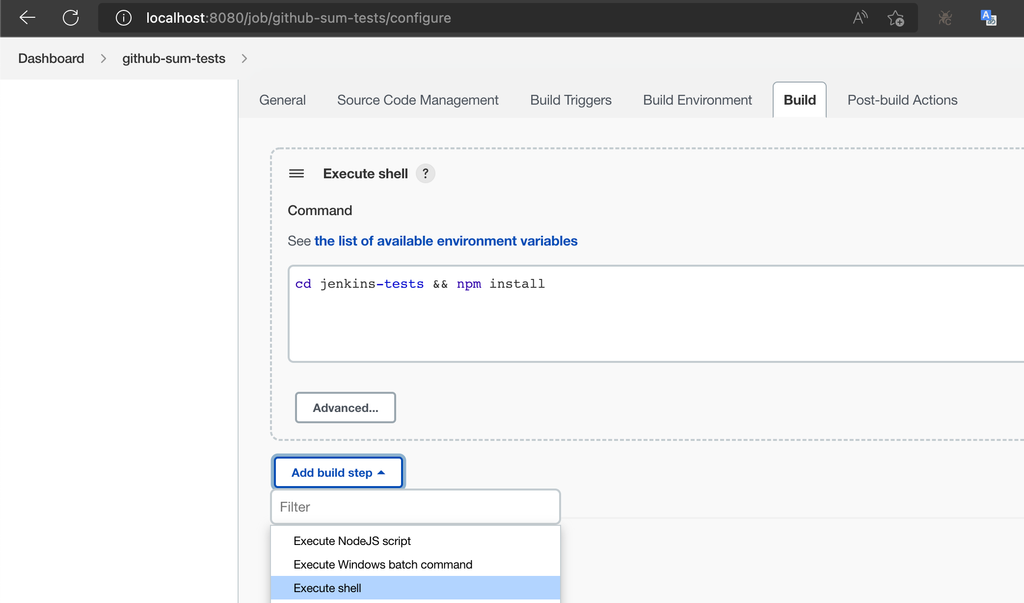 localhost:8080/job/github-sum-tests/configure
Dashboard > github-sum-tests >
General Source Code Management Build Triggers Build Environment Build Post-build Actions
Execute shell ?
Command
See the list of available environment variables
cd jenkins-tests && npm install
Advanced...
Add build step
Filter
Execute NodeJS script
Execute Windows batch command
Execute shell